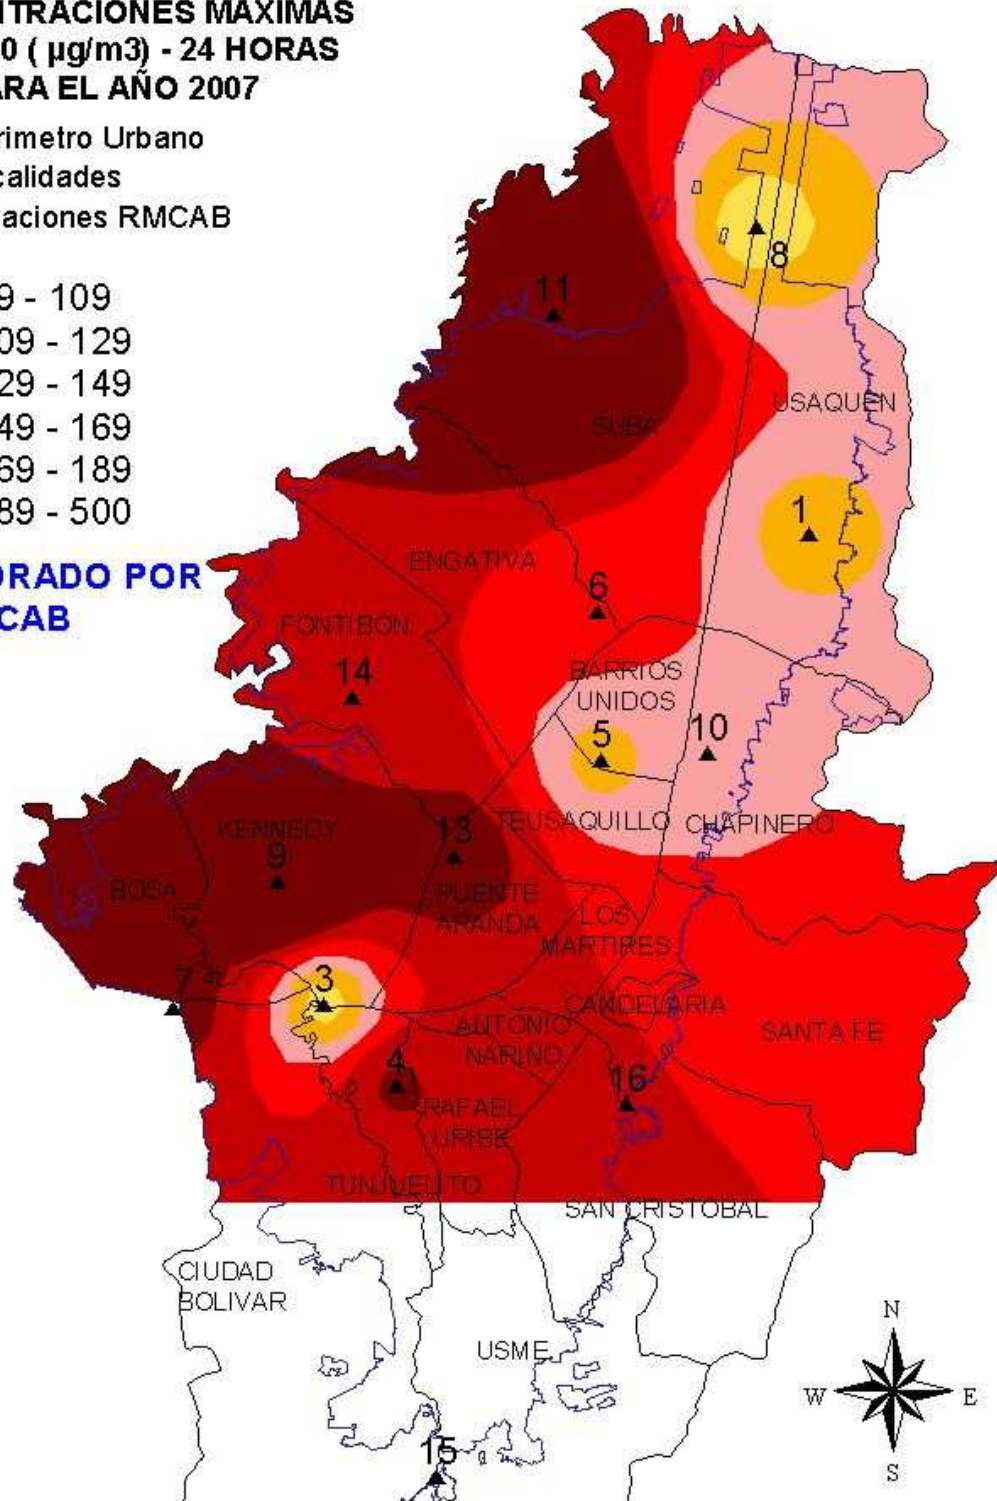 NTRACIONES MAXIMAS
0 ( µg/m3) - 24 HORAS
ARA EL AÑO 2007
rimetro Urbano
calidades
aciones RMCAB
9 - 109
09 - 129
29 - 149
49 - 169
69 - 189
89 - 500
ORADO POR
CAB
8
11
USAQUEN
SUBA
1
ENGATIVA
6
FONTIBON
14
BARRIOS
UNIDOS
5
10
TEUSAQUILLO
CHAPINERO
KENNEDY
13
9
BOSA
PUENTE
ARANDA
LOS
MARTIRES
7
3
CANDELARIA
ANTONIO
NARIÑO
SANTA FE
4
16
RAFAEL
URIBE
TUNJUELITO
SAN CRISTOBAL
CIUDAD
BOLIVAR
USME
15
N
W
E
S